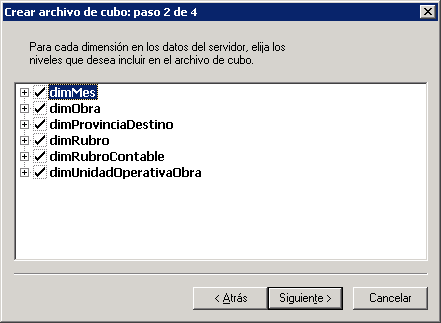 Crear archivo de cubo: paso 2 de 4
Para cada dimensión en los datos del servidor, elija los
niveles que desea incluir en el archivo de cubo.
dimMes
dimObra
dimProvinciaDestino
dimRubro
dimRubroContable
dimUnidadOperativaObra
< Atrás
Siguiente >
Cancelar